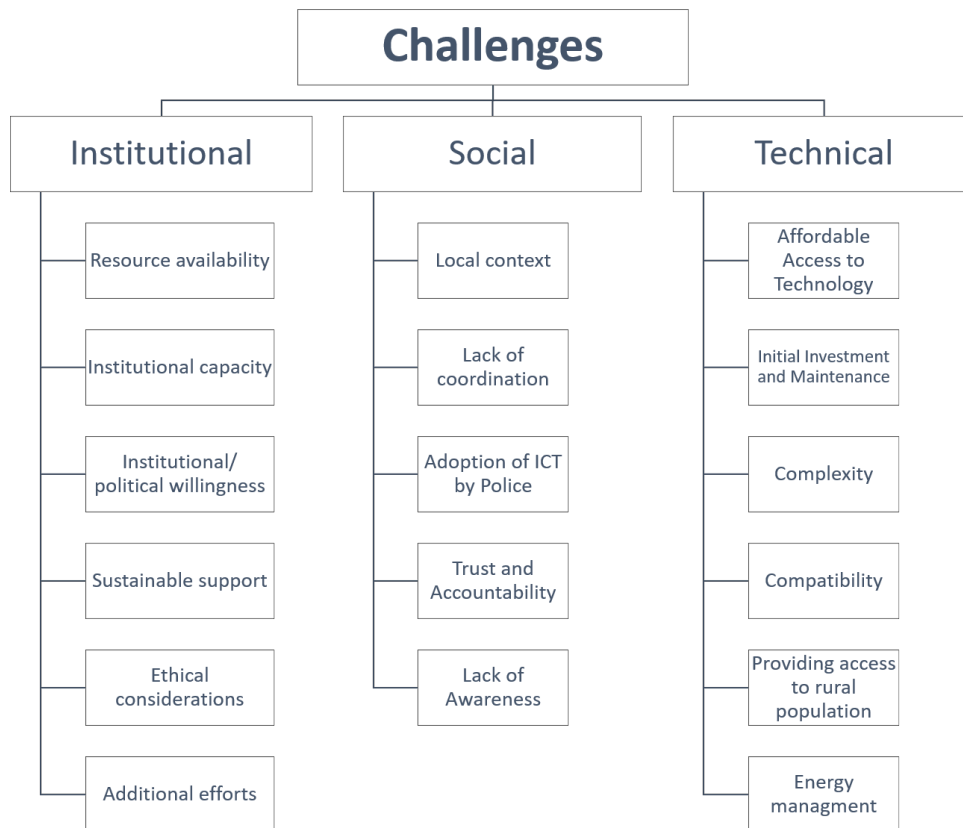 Challenges
Institutional
Resource availability
Institutional capacity
Institutional/
political willingness
Sustainable support
Ethical
considerations
Additional efforts
Social
Local context
Lack of
coordination
Adoption of ICT
by Police
Trust and
Accountability
Lack of
Awareness
Technical
Affordable
Access to
Technology
Initial Investment
and Maintenance
Complexity
Compatibility
Providing access
to rural
population
Energy
managment